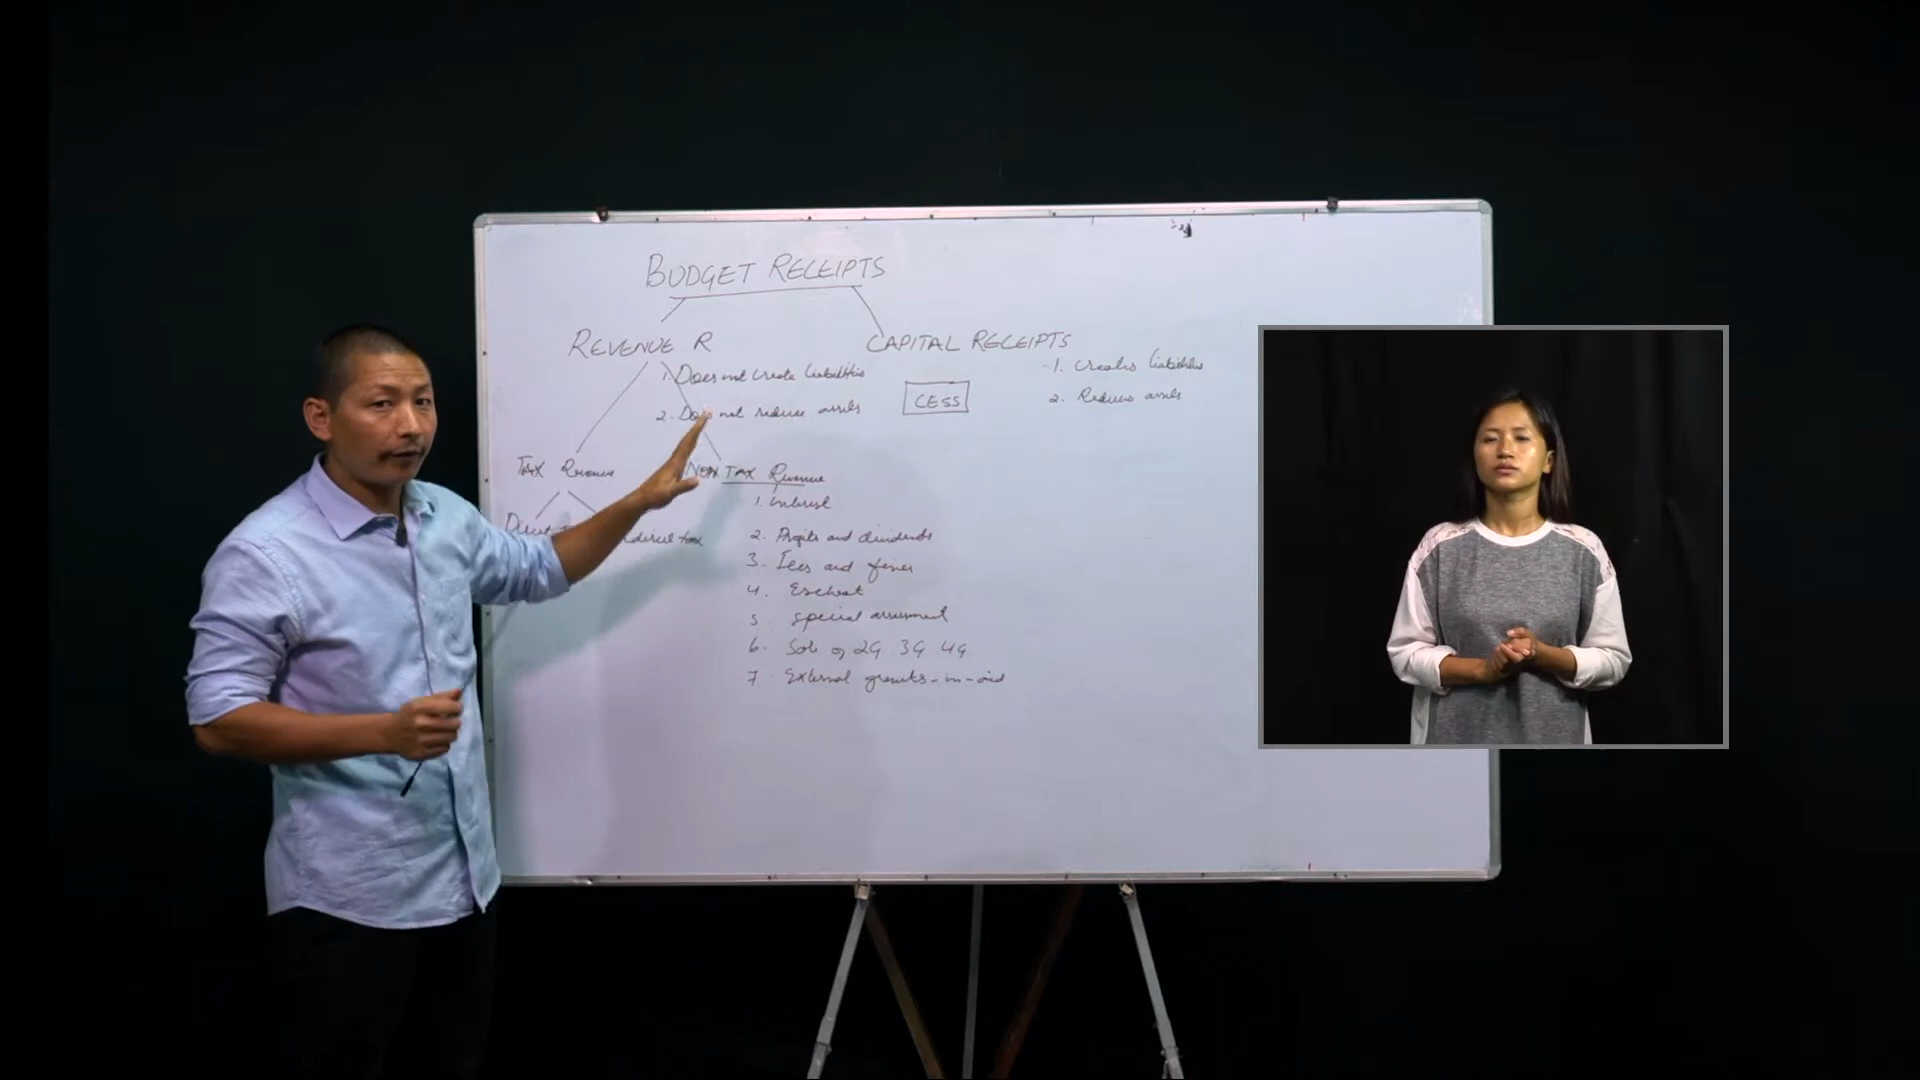 BUDGET RECEIPTS
REVENUE R
CAPITAL RECEIPTS
1. Does not create liabilities
2. Does not reduce assets
CESS
1. Creates liabilities
2. Reduces assets
Tax Revenue
NON TAX Revenue
Direct
tax
1. Interest
2. Profits and dividends
3. Fees and fines
4. Escheat
5 special assessment
6. Sale of 2G 3G 4G
7 External grants-in-aid